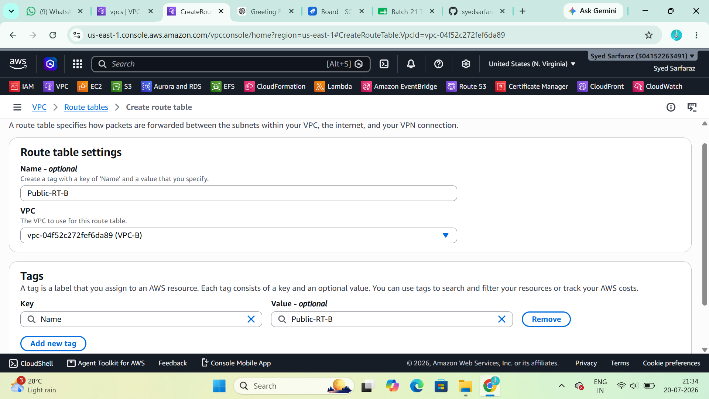 (9) WhatsA
vpcs | VPC
CreateRou
Greeting E
Board - SC
Batch-21 1
syedsarfar
Ask Gemini
us-east-1.console.aws.amazon.com/vpcconsole/home?region=us-east-1#CreateRouteTable:VpcId=vpc-04f52c272fef6da89
aws
Search
[Alt+S]
United States (N. Virginia)
Syed Sarfaraz (304152263491)
Syed Sarfaraz
IAM
VPC
EC2
S3
Aurora and RDS
EFS
CloudFormation
Lambda
Amazon EventBridge
Route 53
Certificate Manager
CloudFront
CloudWatch
VPC
Route tables
Create route table
A route table specifies how packets are forwarded between the subnets within your VPC, the internet, and your VPN connection.
Route table settings
Name - optional
Create a tag with a key of 'Name' and a value that you specify.
Public-RT-B
VPC
The VPC to use for this route table.
vpc-04f52c272fef6da89 (VPC-B)
Tags
A tag is a label that you assign to an AWS resource. Each tag consists of a key and an optional value. You can use tags to search and filter your resources or track your AWS costs.
Key
Value - optional
Name
Public-RT-B
Remove
Add new tag
CloudShell
Agent Toolkit for AWS
Feedback
Console Mobile App
© 2026, Amazon Web Services, Inc. or its affiliates.
Privacy
Terms
Cookie preferences
28°C
Light rain
Search
ENG
IN
21:34
20-07-2026